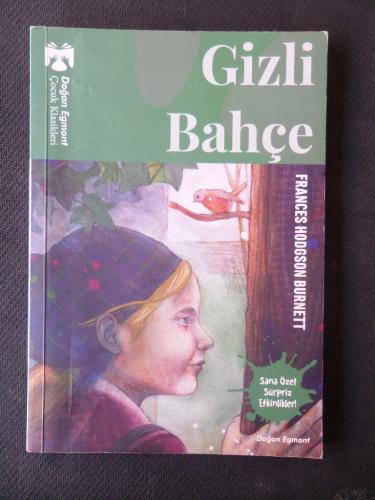 Doğan Egmont
Çocuk Klasikleri
Gizli
Bahçe
FRANCES HODGSON BURNETT
Sana Özel
Sürpriz
Etkinlikler!
Doğan Egmont